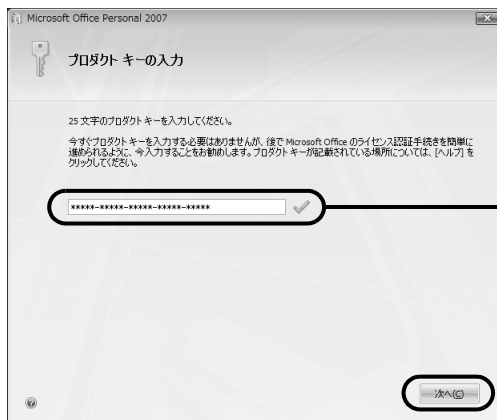 Microsoft Office Personal 2007
プロダクト キーの入力
25 文字のプロダクト キーを入力してください。
今すぐプロダクト キーを入力する必要はありませんが、後で Microsoft Office のライセンス認証手続きを簡単に
進められるように、今入力することをお勧めします。プロダクト キーが記載されている場所については、[ヘルプ] を
クリックしてください。
*****-*****-*****-*****-*****
次へ(C)